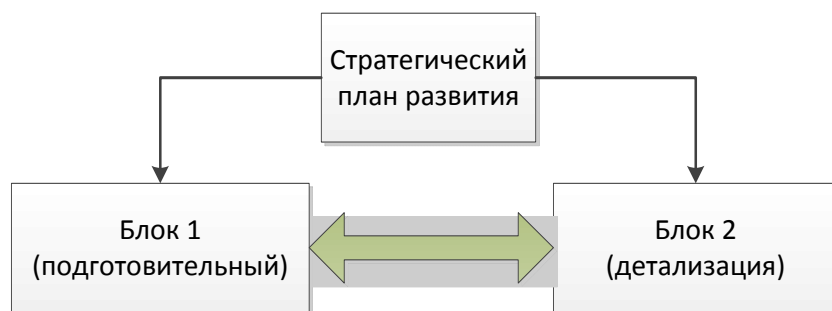 Стратегический
план развития
Блок 1
(подготовительный)
Блок 2
(детализация)